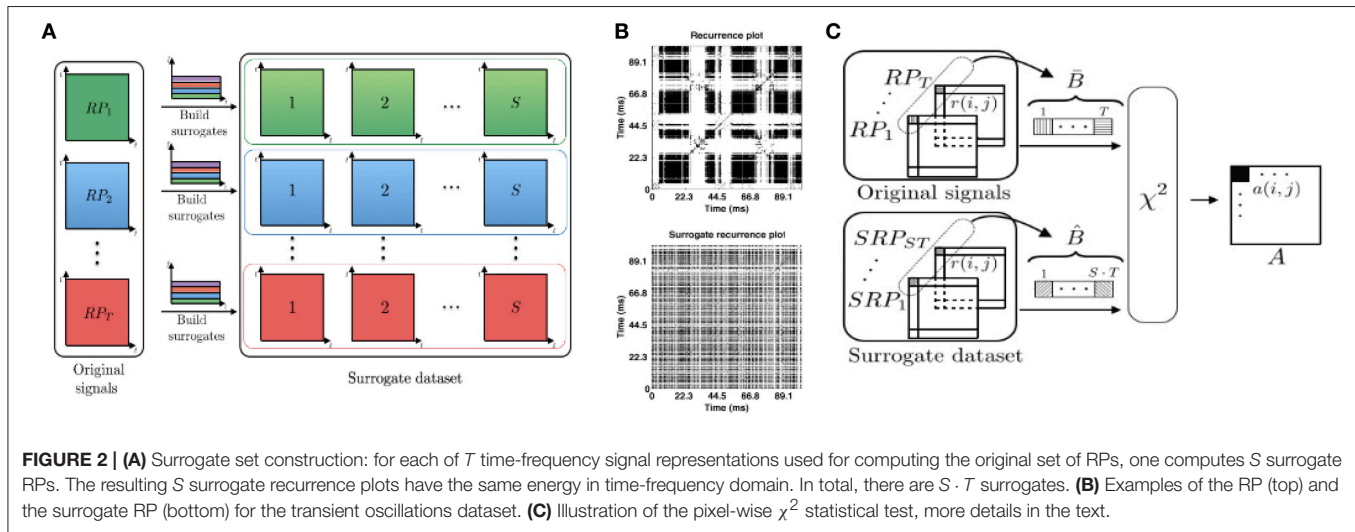 A
t
RP₁
t
t
Build
surrogates
t
1
2
...
S
t
RP₂
t
Build
surrogates
1
2
...
S
t
RP_T
t
Build
surrogates
1
2
...
S
Original
signals
Surrogate dataset
B
Recurrence plot
Time (ms)
89.1
66.8
44.5
22.3
0
0 22.3 44.5 66.8 89.1
Time (ms)
Surrogate recurrence plot
Time (ms)
89.1
66.8
44.5
22.3
0
0 22.3 44.5 66.8 89.1
Time (ms)
C
RP_T
RP₁
r(i, j)
Original signals
B̄
1 ... T
SRP_{ST}
SRP₁
r(i, j)
Surrogate dataset
B̂
1 ... S · T
χ²
a(i, j)
A
FIGURE 2 | (A) Surrogate set construction: for each of T time-frequency signal representations used for computing the original set of RPs, one computes S surrogate
RPs. The resulting S surrogate recurrence plots have the same energy in time-frequency domain. In total, there are S · T surrogates. (B) Examples of the RP (top) and
the surrogate RP (bottom) for the transient oscillations dataset. (C) Illustration of the pixel-wise χ² statistical test, more details in the text.